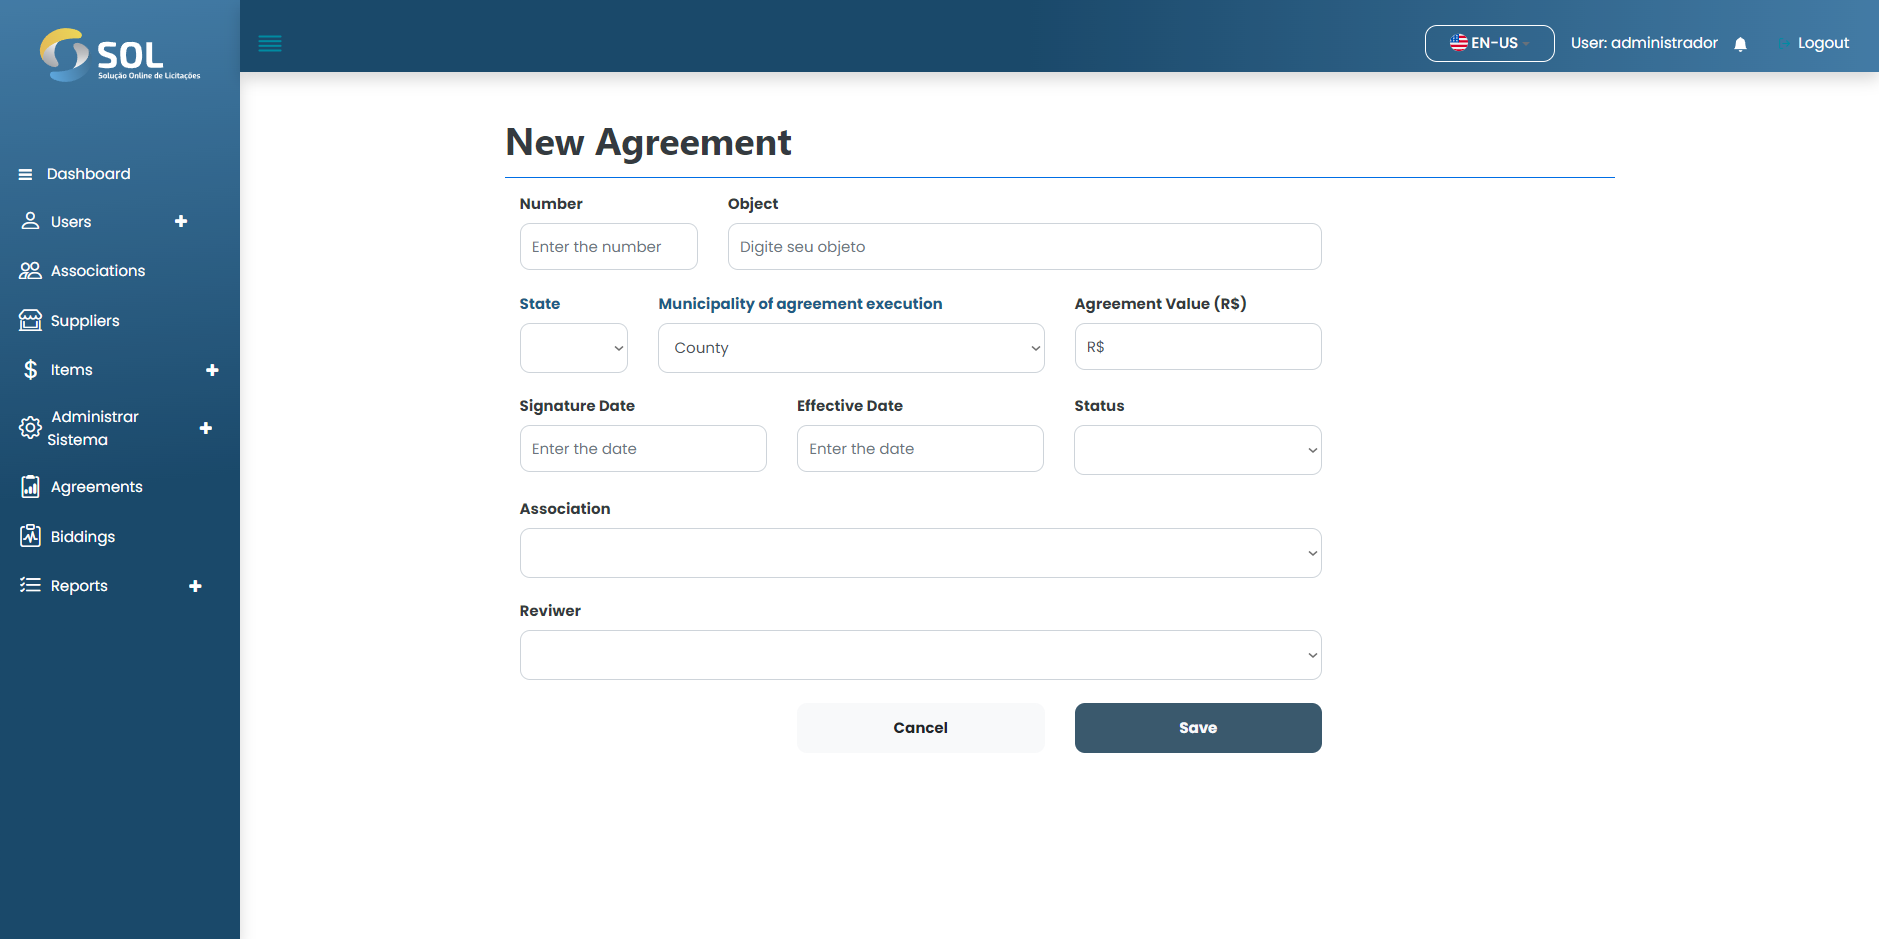 SOL
Solução Online de Licitações
EN-US
User: administrador
Logout
Dashboard
Users
Associations
Suppliers
Items
Administrar
Sistema
Agreements
Biddings
Reports
New Agreement
Number
Object
Enter the number
Digite seu objeto
State
Municipality of agreement execution
Agreement Value (R$)
County
R$
Signature Date
Effective Date
Status
Enter the date
Enter the date
Association
Reviwer
Cancel
Save